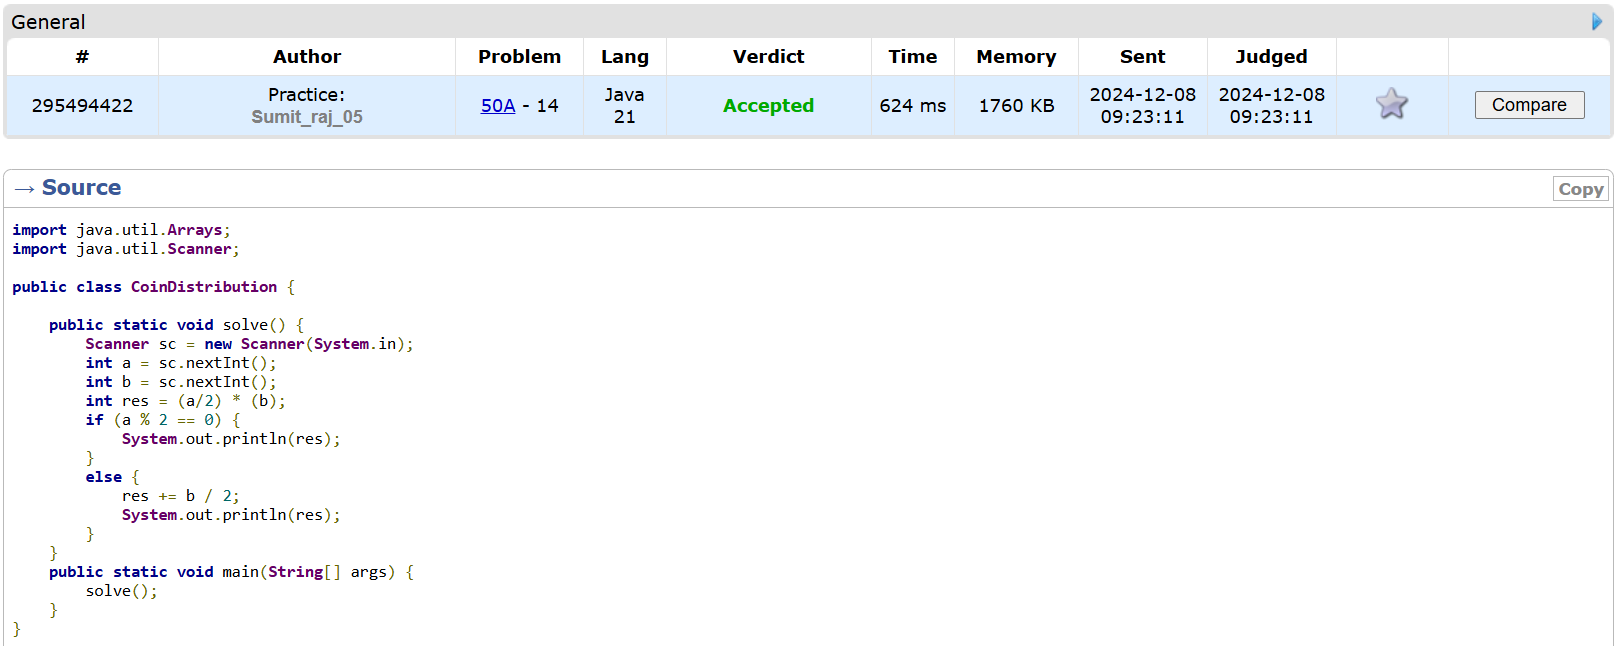 General
# Author Problem Lang Verdict Time Memory Sent Judged
295494422 Practice: Sumit_raj_05 50A - 14 Java 21 Accepted 624 ms 1760 KB 2024-12-08 09:23:11 2024-12-08 09:23:11 Compare
→ Source Copy
import java.util.Arrays;
import java.util.Scanner;
public class CoinDistribution {
    public static void solve() {
        Scanner sc = new Scanner(System.in);
        int a = sc.nextInt();
        int b = sc.nextInt();
        int res = (a/2) * (b);
        if (a % 2 == 0) {
            System.out.println(res);
        }
        else {
            res += b / 2;
            System.out.println(res);
        }
    }
    public static void main(String[] args) {
        solve();
    }
}